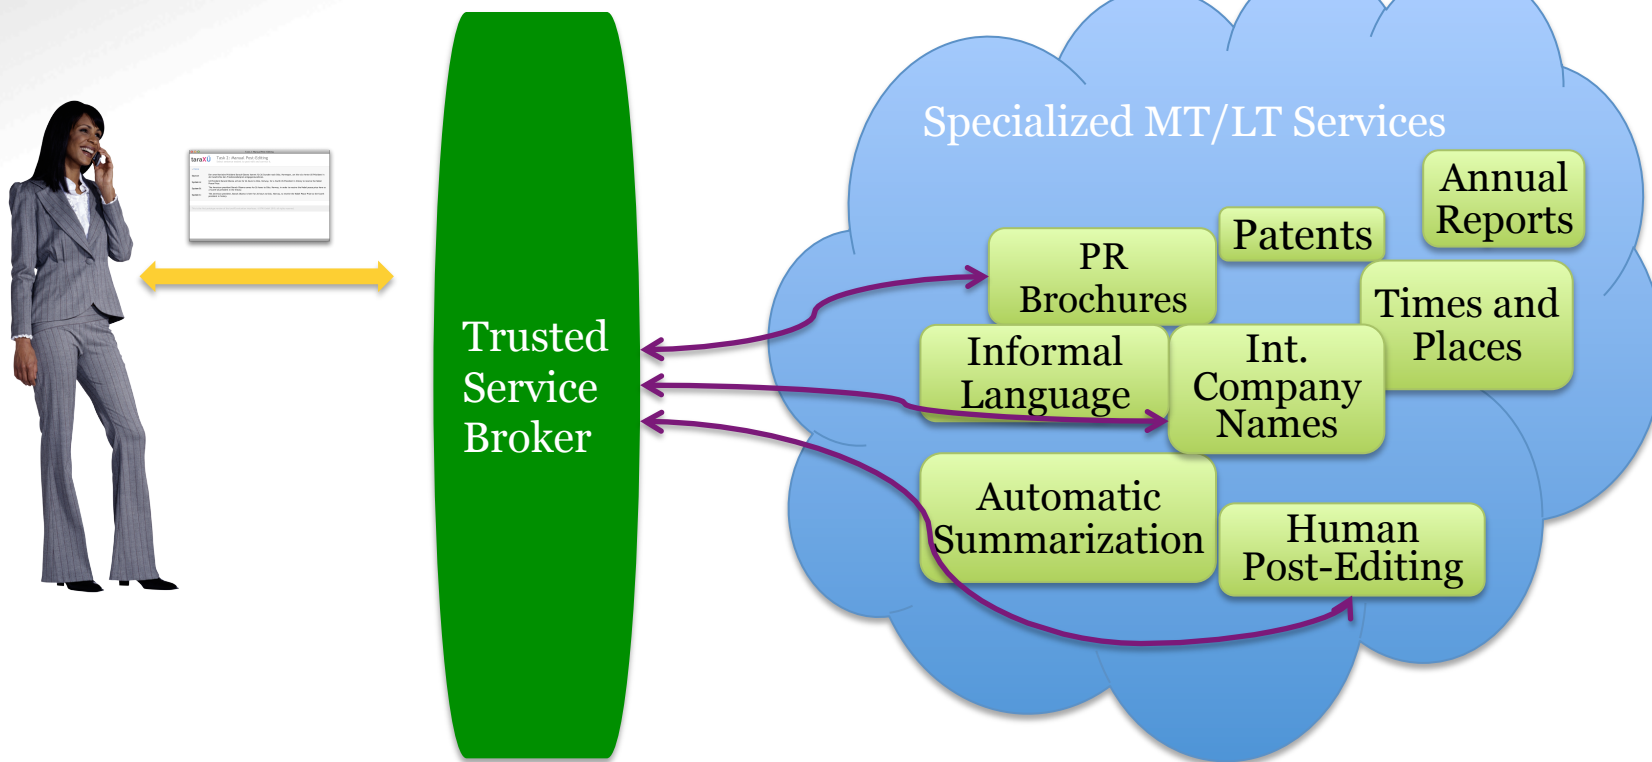 taraXÜ
Trusted
Service
Broker
Specialized MT/LT Services
Annual
Reports
Patents
PR
Brochures
Times and
Places
Informal
Language
Int.
Company
Names
Automatic
Summarization
Human
Post-Editing